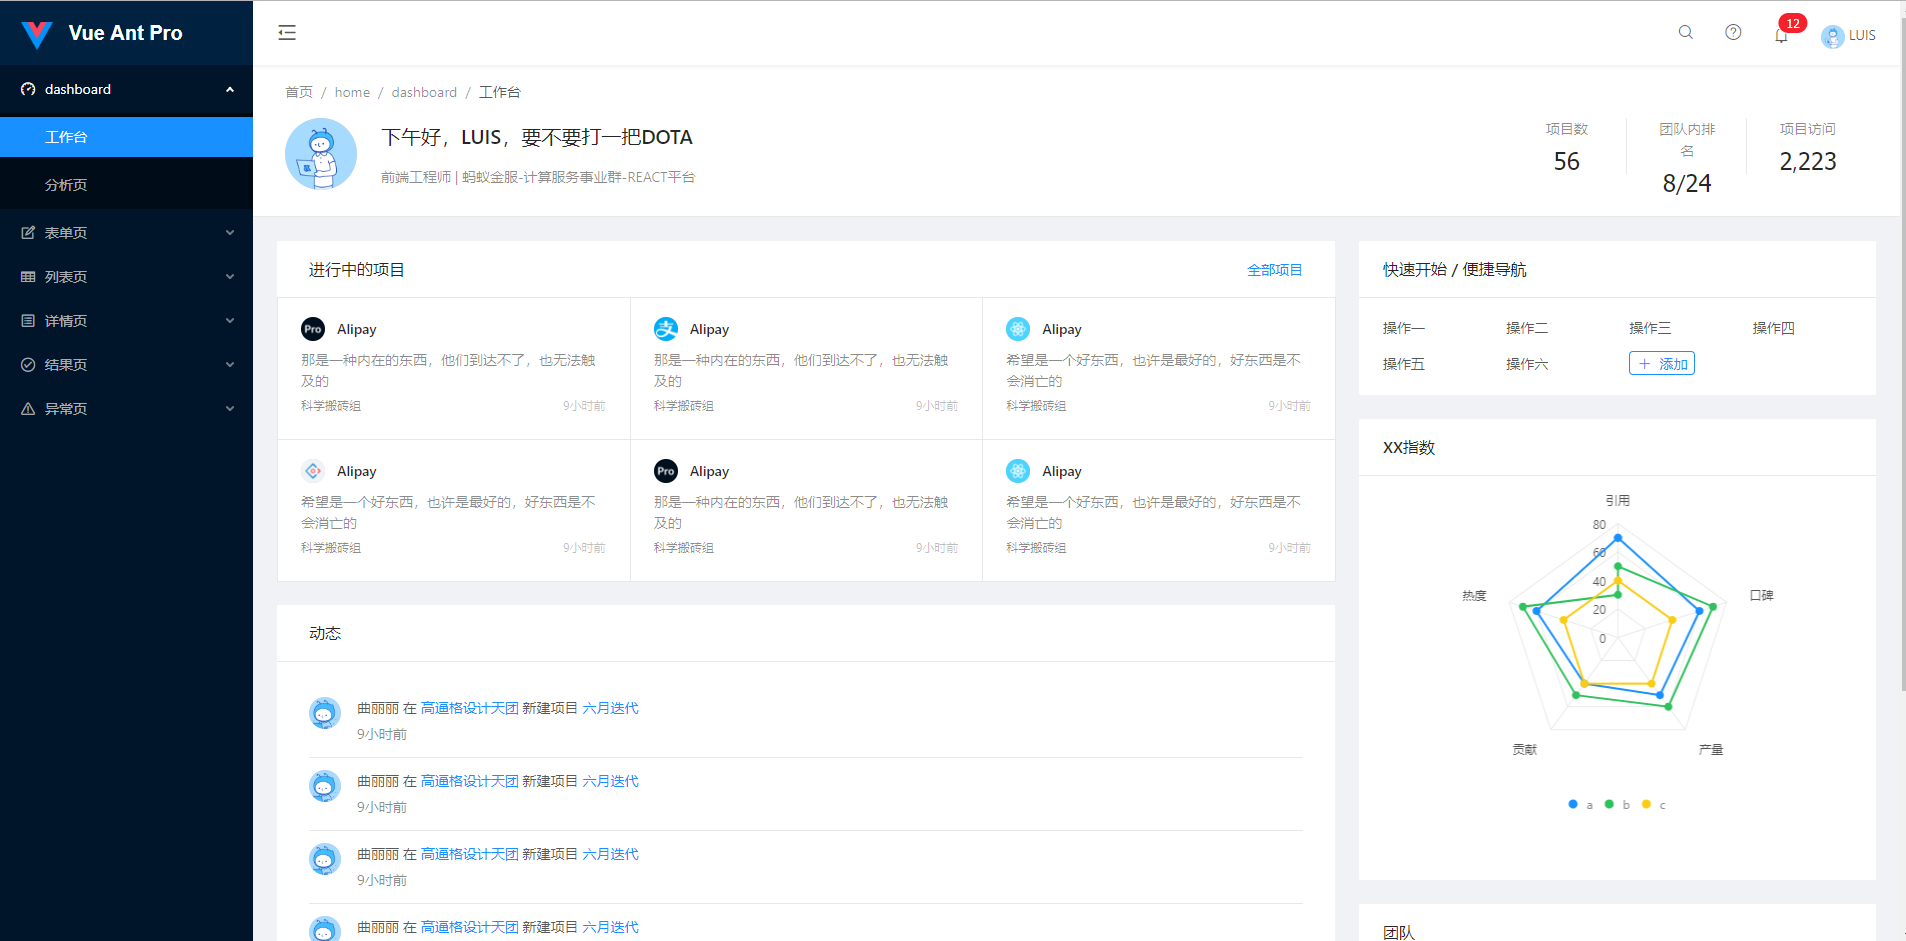 Vue Ant Pro
12
LUIS
dashboard
工作台
分析页
表单页
列表页
详情页
结果页
异常页
首页 / home / dashboard / 工作台
下午好，LUIS，要不要打一把DOTA
前端工程师 | 蚂蚁金服-计算服务事业群-REACT平台
项目数
56
团队内排
名
8/24
项目访问
2,223
进行中的项目
全部项目
Pro Alipay
那是一种内在的东西，他们到达不了，也无法触
及的
科学搬砖组 9小时前
支 Alipay
那是一种内在的东西，他们到达不了，也无法触
及的
科学搬砖组 9小时前
Alipay
希望是一个好东西，也许是最好的，好东西是不
会消亡的
科学搬砖组 9小时前
Alipay
希望是一个好东西，也许是最好的，好东西是不
会消亡的
科学搬砖组 9小时前
Pro Alipay
那是一种内在的东西，他们到达不了，也无法触
及的
科学搬砖组 9小时前
Alipay
希望是一个好东西，也许是最好的，好东西是不
会消亡的
科学搬砖组 9小时前
动态
曲丽丽 在 高逼格设计天团 新建项目 六月迭代
9小时前
曲丽丽 在 高逼格设计天团 新建项目 六月迭代
9小时前
曲丽丽 在 高逼格设计天团 新建项目 六月迭代
9小时前
曲丽丽 在 高逼格设计天团 新建项目 六月迭代
快速开始 / 便捷导航
操作一 操作二 操作三 操作四
操作五 操作六 + 添加
XX指数
引用
80
60
40
20
0
热度
口碑
贡献
产量
a b c
团队